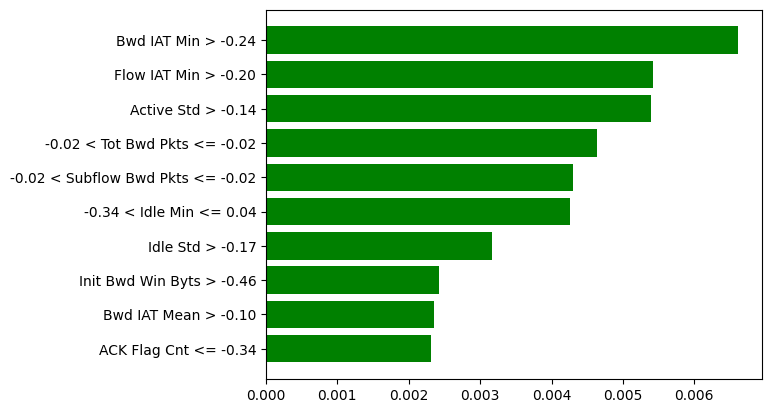 Bwd IAT Min > -0.24
Flow IAT Min > -0.20
Active Std > -0.14
-0.02 < Tot Bwd Pkts <= -0.02
-0.02 < Subflow Bwd Pkts <= -0.02
-0.34 < Idle Min <= 0.04
Idle Std > -0.17
Init Bwd Win Byts > -0.46
Bwd IAT Mean > -0.10
ACK Flag Cnt <= -0.34
0.000 0.001 0.002 0.003 0.004 0.005 0.006